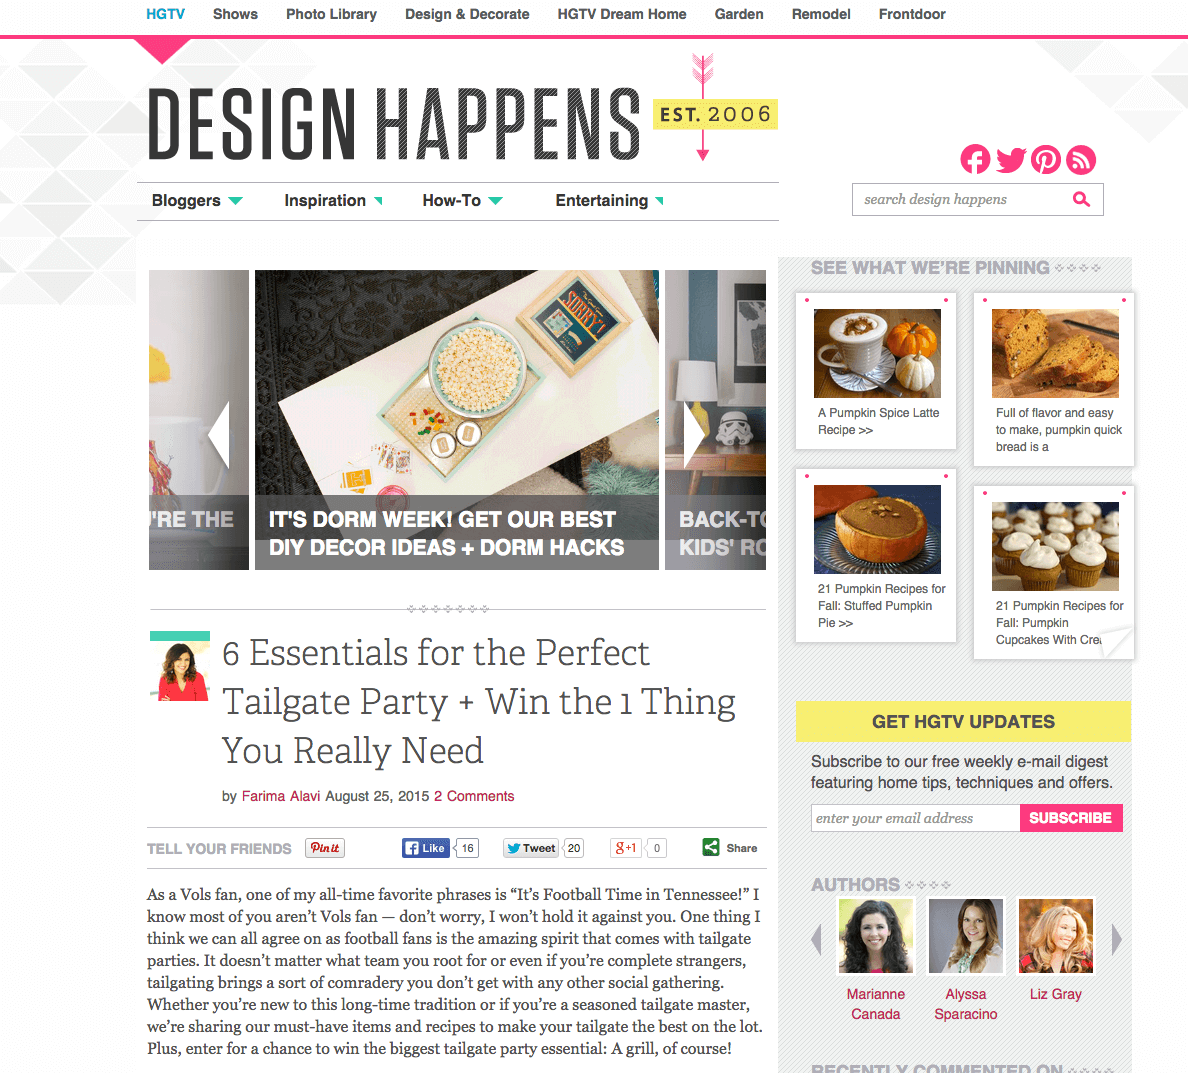 HGTV Shows Photo Library Design & Decorate HGTV Dream Home Garden Remodel Frontdoor
DESIGN HAPPENS EST. 2006
Bloggers Inspiration How-To Entertaining
search design happens
'RE THE
IT'S DORM WEEK! GET OUR BEST
DIY DECOR IDEAS + DORM HACKS
BACK-TO
KIDS' RO
SORRY!
6 Essentials for the Perfect
Tailgate Party + Win the 1 Thing
You Really Need
by Farima Alavi August 25, 2015 2 Comments
TELL YOUR FRIENDS Pin it Like 16 Tweet 20 g+1 0 Share
As a Vols fan, one of my all-time favorite phrases is “It’s Football Time in Tennessee!” I
know most of you aren’t Vols fan — don’t worry, I won’t hold it against you. One thing I
think we can all agree on as football fans is the amazing spirit that comes with tailgate
parties. It doesn’t matter what team you root for or even if you’re complete strangers,
tailgating brings a sort of comradery you don’t get with any other social gathering.
Whether you’re new to this long-time tradition or if you’re a seasoned tailgate master,
we’re sharing our must-have items and recipes to make your tailgate the best on the lot.
Plus, enter for a chance to win the biggest tailgate party essential: A grill, of course!
SEE WHAT WE'RE PINNING
A Pumpkin Spice Latte
Recipe >>
Full of flavor and easy
to make, pumpkin quick
bread is a
21 Pumpkin Recipes for
Fall: Stuffed Pumpkin
Pie >>
21 Pumpkin Recipes for
Fall: Pumpkin
Cupcakes With Cre
GET HGTV UPDATES
Subscribe to our free weekly e-mail digest
featuring home tips, techniques and offers.
enter your email address SUBSCRIBE
AUTHORS
Marianne
Canada
Alyssa
Sparacino
Liz Gray
RECENTLY COMMENTED ON